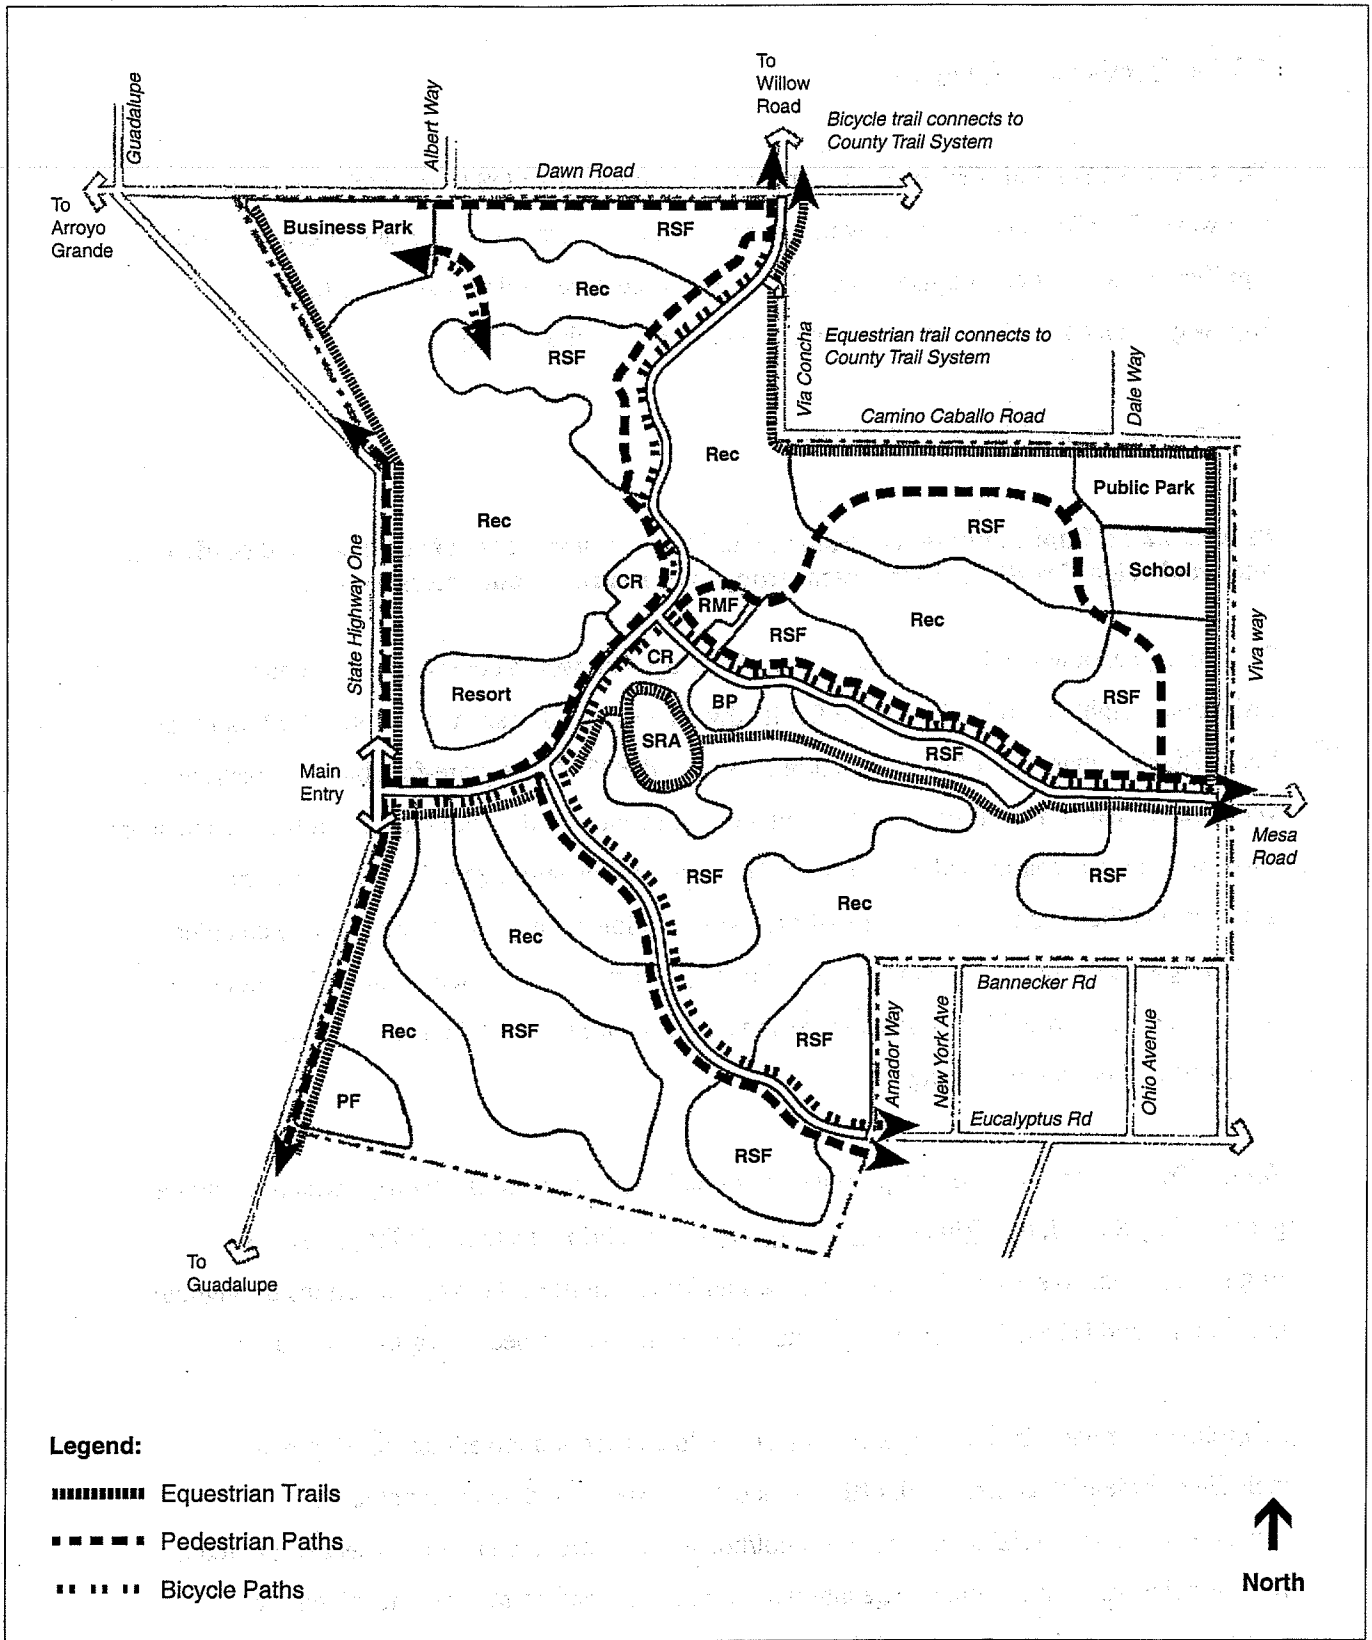 To
Willow
Road
Guadalupe
Albert Way
Bicycle trail connects to
County Trail System
Dawn Road
To
Arroyo
Grande
Business Park
RSF
Rec
RSF
Via Concha
Equestrian trail connects to
County Trail System
Dale Way
Camino Caballo Road
Rec
Public Park
Rec
RSF
State Highway One
School
CR
RMF
Rec
RSF
Viva way
CR
Resort
BP
RSF
SRA
RSF
Main
Entry
Mesa
Road
RSF
RSF
Rec
Rec
Bannecker Rd
Rec
RSF
RSF
Amador Way
New York Ave
Ohio Avenue
PF
Eucalyptus Rd
RSF
To
Guadalupe
Legend:
Equestrian Trails
Pedestrian Paths
Bicycle Paths
North